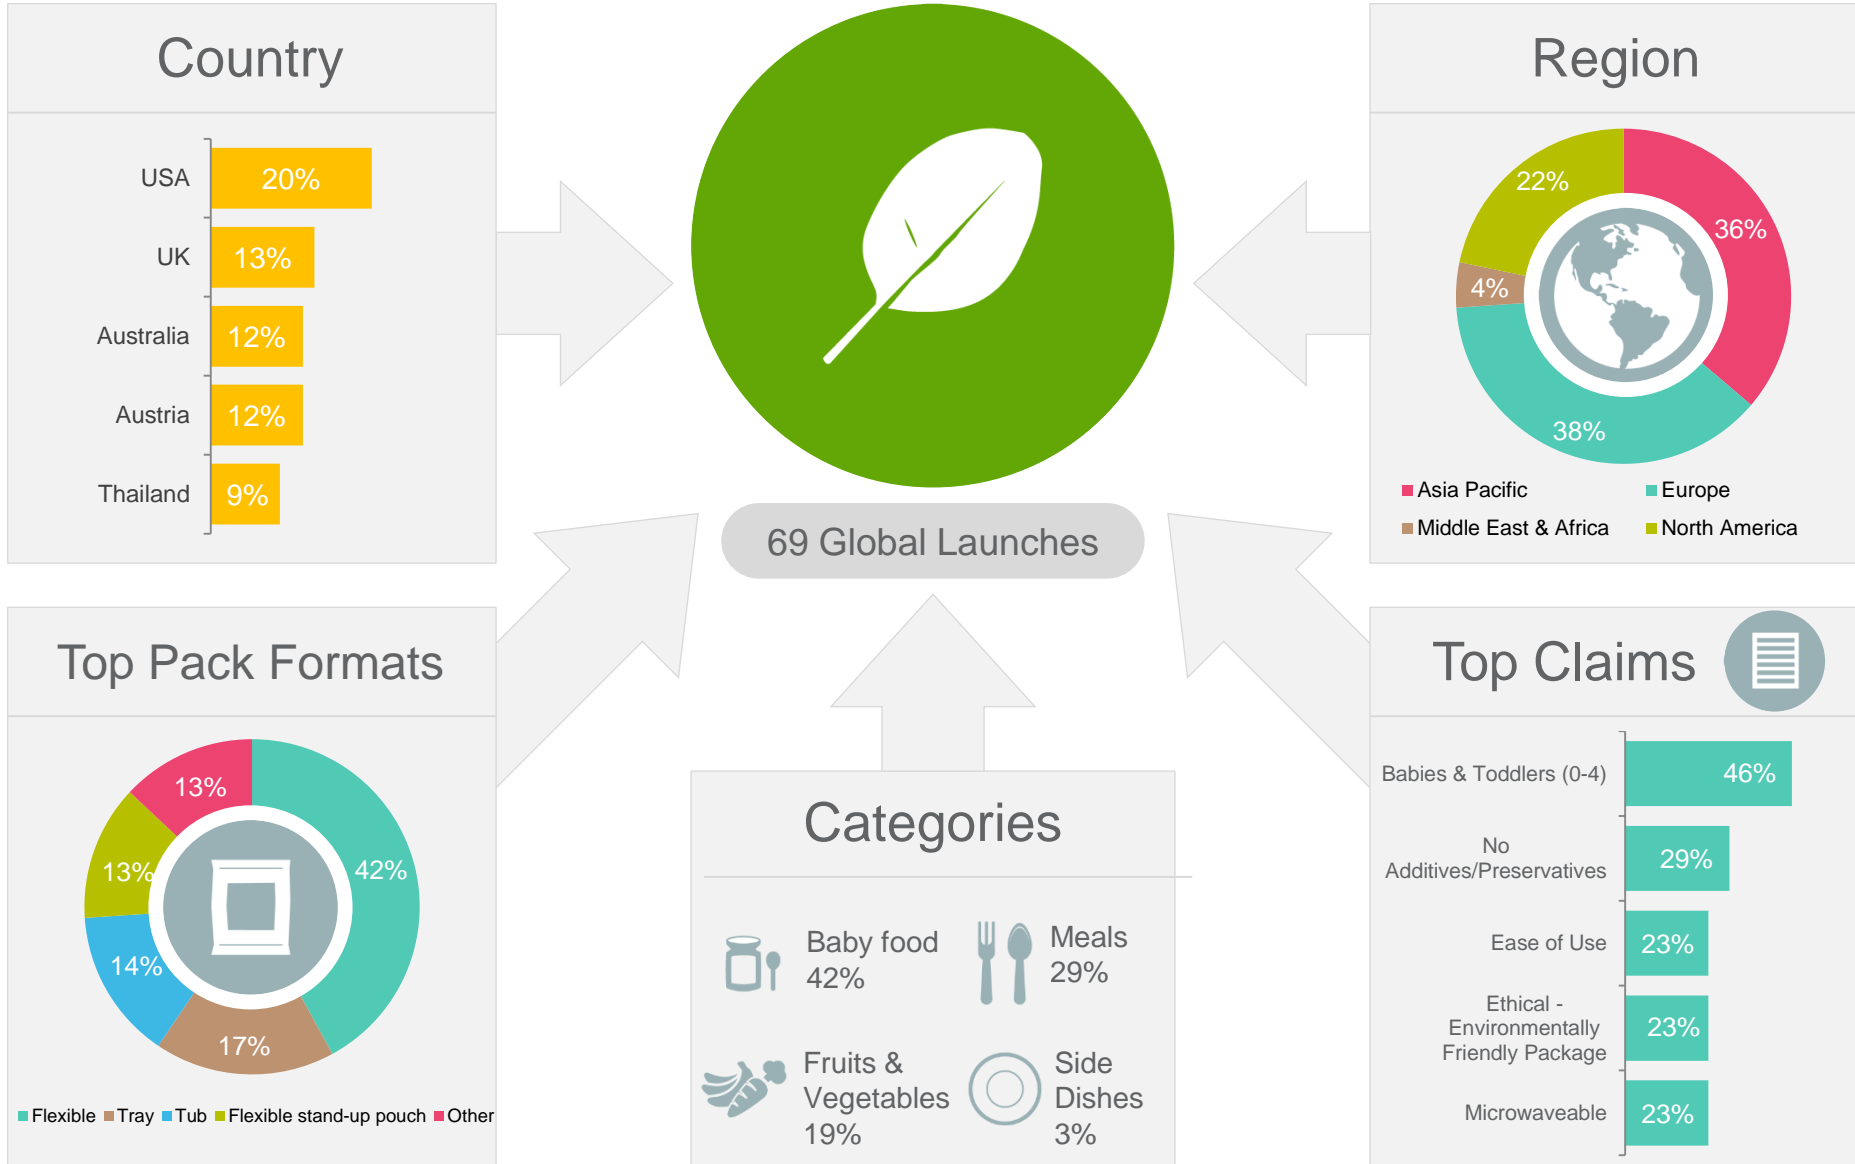 Country
USA
20%
UK
13%
Australia
12%
Austria
12%
Thailand
9%
69 Global Launches
Region
22%
36%
4%
38%
Asia Pacific
Europe
Middle East & Africa
North America
Top Pack Formats
13%
13%
42%
14%
17%
Flexible
Tray
Tub
Flexible stand-up pouch
Other
Categories
Baby food
42%
Meals
29%
Fruits &
Vegetables
19%
Side
Dishes
3%
Top Claims
Babies & Toddlers (0-4)
46%
No
Additives/Preservatives
29%
Ease of Use
23%
Ethical -
Environmentally
Friendly Package
23%
Microwaveable
23%